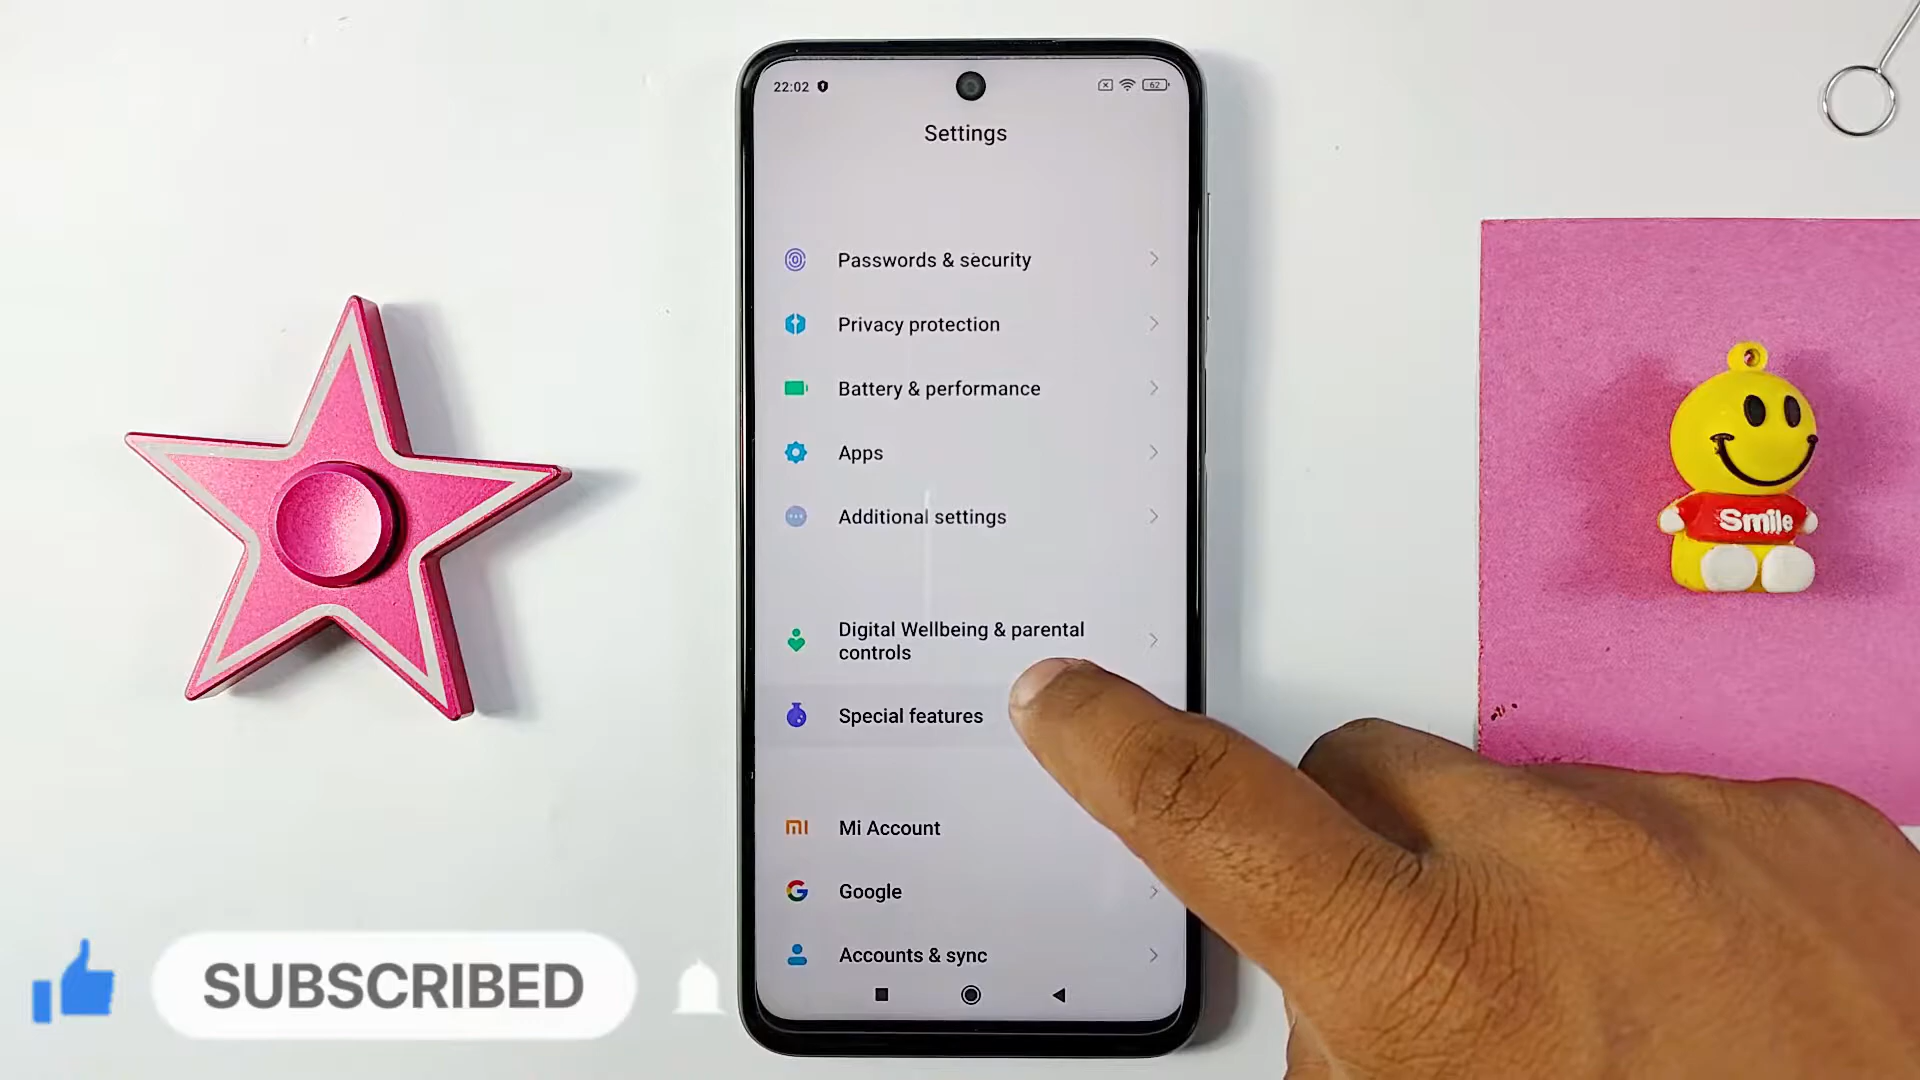 22:02
62
Settings
Passwords & security
Privacy protection
Battery & performance
Apps
Additional settings
Digital Wellbeing & parental
controls
Special features
Mi Account
Google
Accounts & sync
Smile
SUBSCRIBED